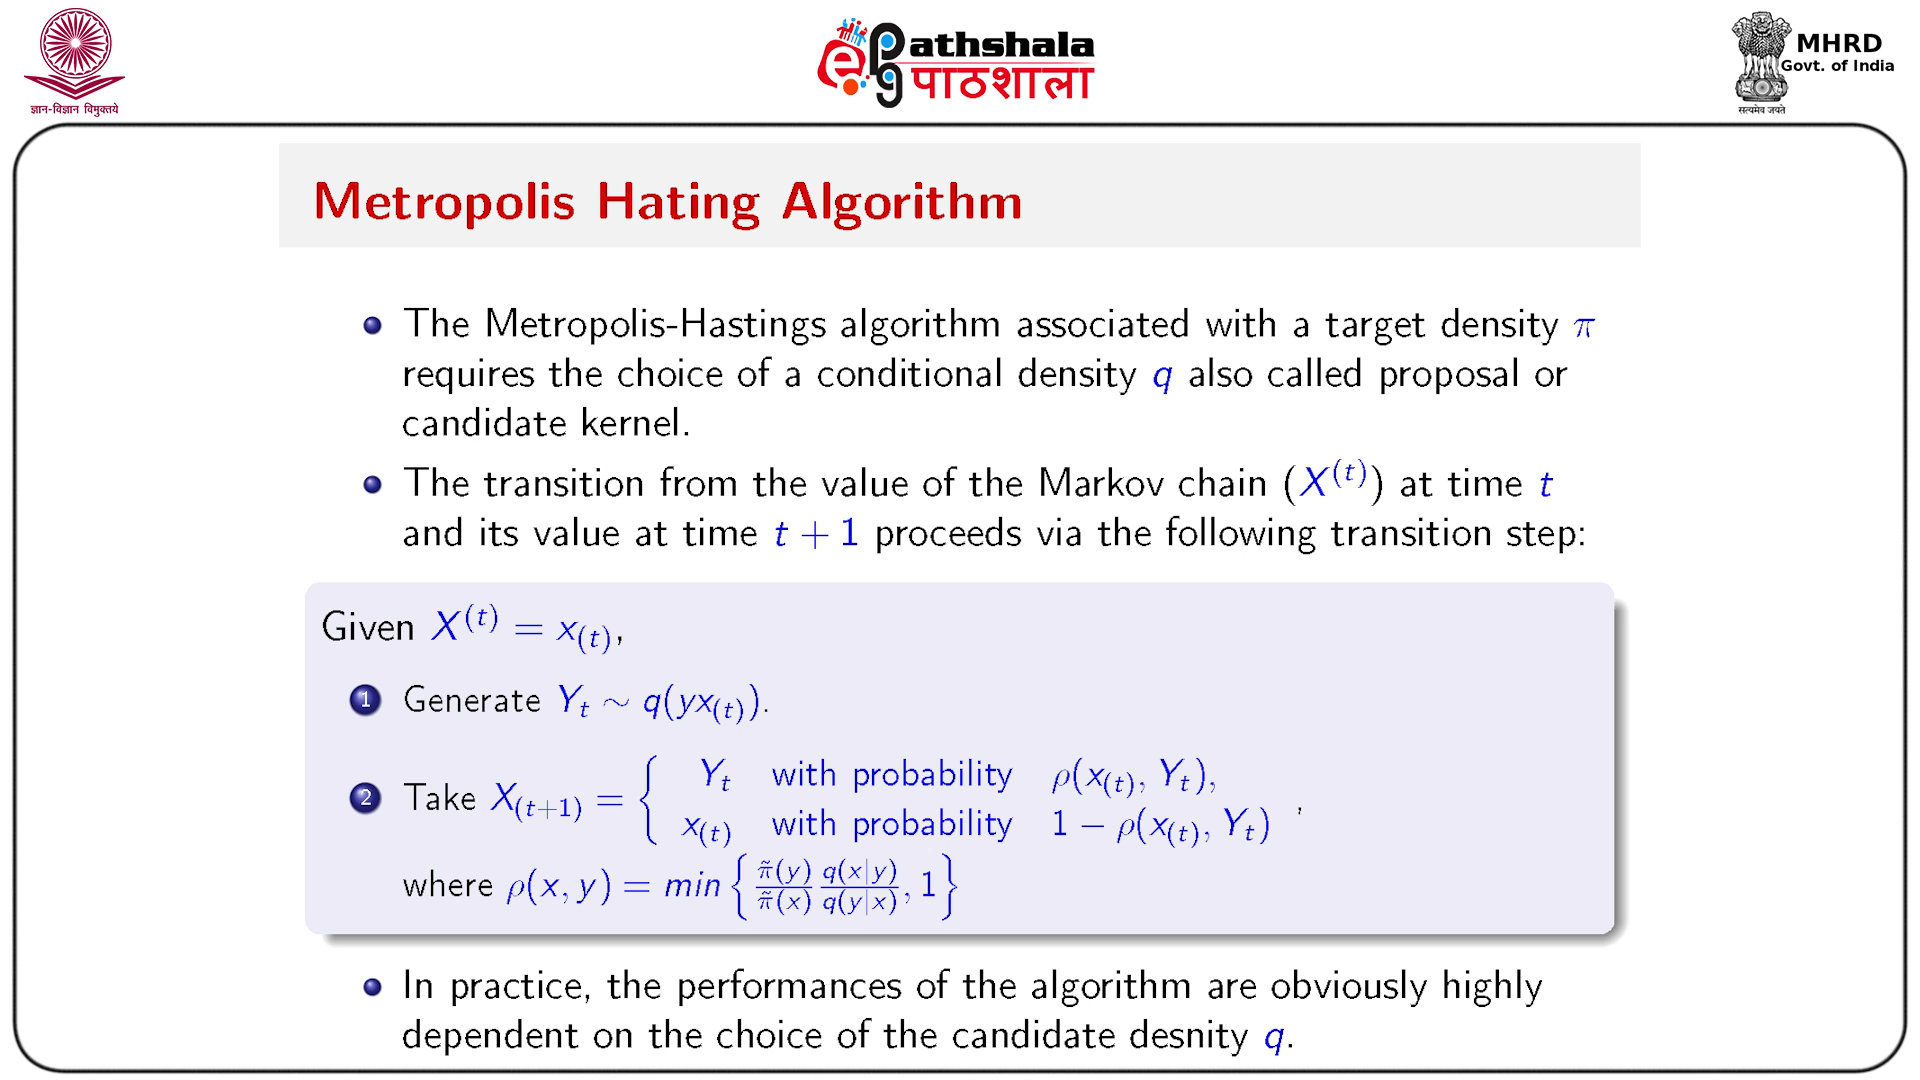 ज्ञान-विज्ञान विमुक्तये
e PG Pathshala
पाठशाला
MHRD
Govt. of India
सत्यमेव जयते
Metropolis Hating Algorithm
The Metropolis-Hastings algorithm associated with a target density π
requires the choice of a conditional density q also called proposal or
candidate kernel.
The transition from the value of the Markov chain (X^(t)) at time t
and its value at time t + 1 proceeds via the following transition step:
Given X^(t) = x_(t),
1 Generate Y_t ∼ q(yx_(t)).
2 Take X_(t+1) = { Y_t with probability ρ(x_(t), Y_t),
x_(t) with probability 1 − ρ(x_(t), Y_t) ,
where ρ(x, y) = min { π̃(y)/π̃(x) q(x|y)/q(y|x), 1 }
In practice, the performances of the algorithm are obviously highly
dependent on the choice of the candidate desnity q.